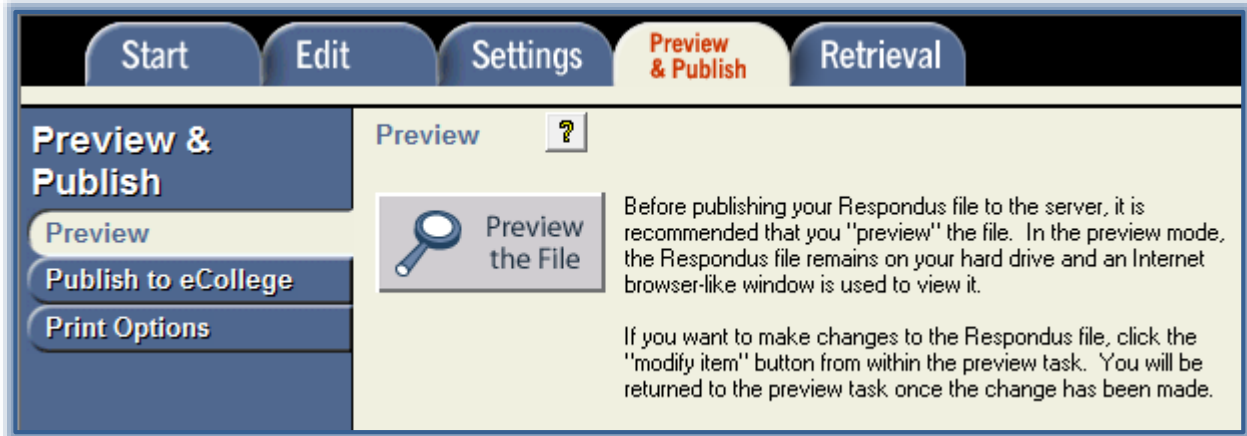 Start
Edit
Settings
Preview
& Publish
Retrieval
Preview &
Publish
Preview
Publish to eCollege
Print Options
Preview
?
Preview
the File
Before publishing your Respondus file to the server, it is
recommended that you "preview" the file. In the preview mode,
the Respondus file remains on your hard drive and an Internet
browser-like window is used to view it.
If you want to make changes to the Respondus file, click the
"modify item" button from within the preview task. You will be
returned to the preview task once the change has been made.